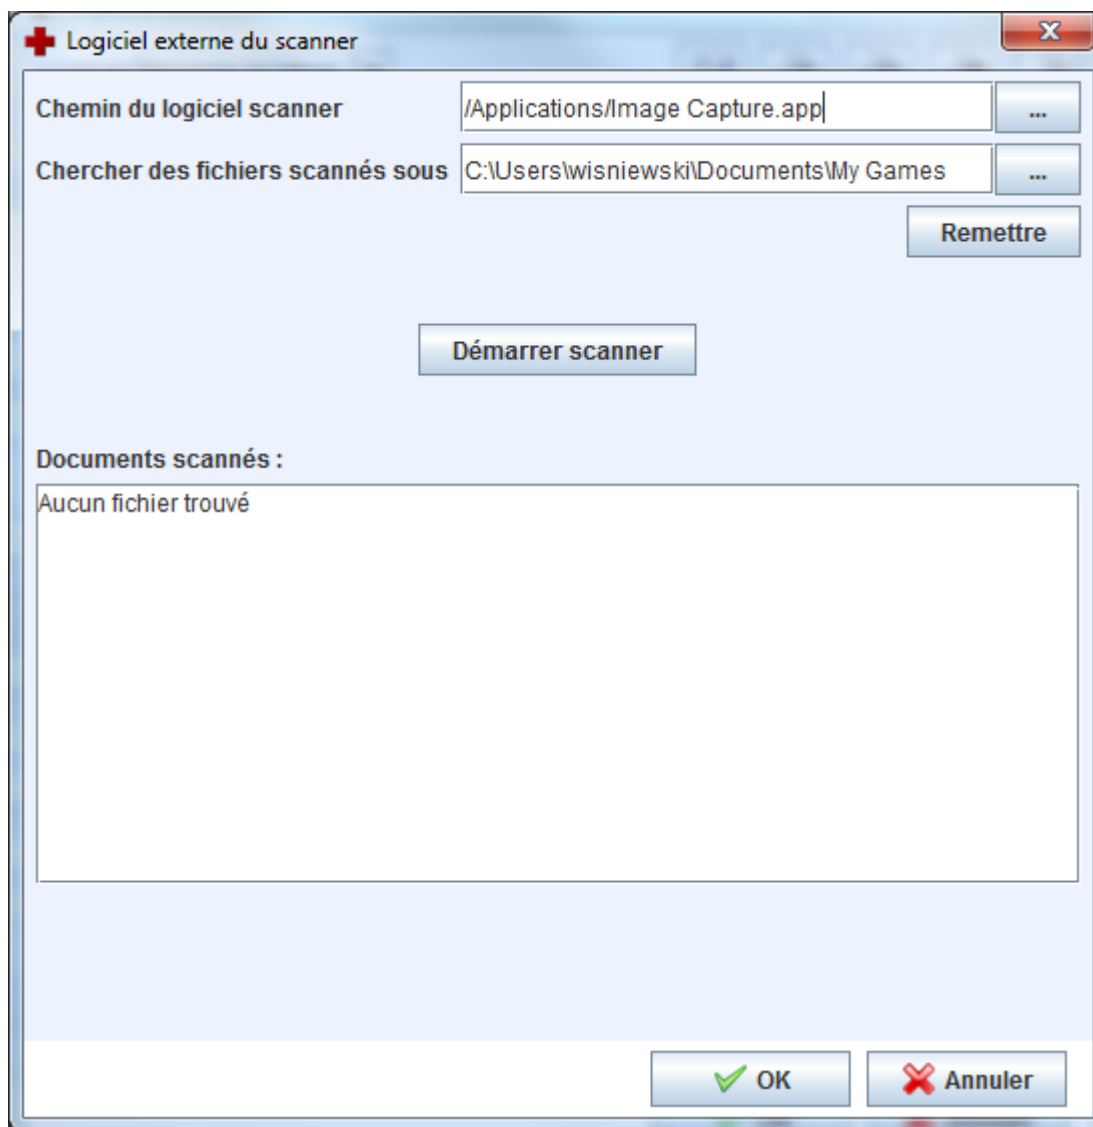 Logiciel externe du scanner
Chemin du logiciel scanner /Applications/Image Capture.app ...
Chercher des fichiers scannés sous C:\Users\wisniewski\Documents\My Games ...
Remettre
Démarrer scanner
Documents scannés :
Aucun fichier trouvé
OK Annuler